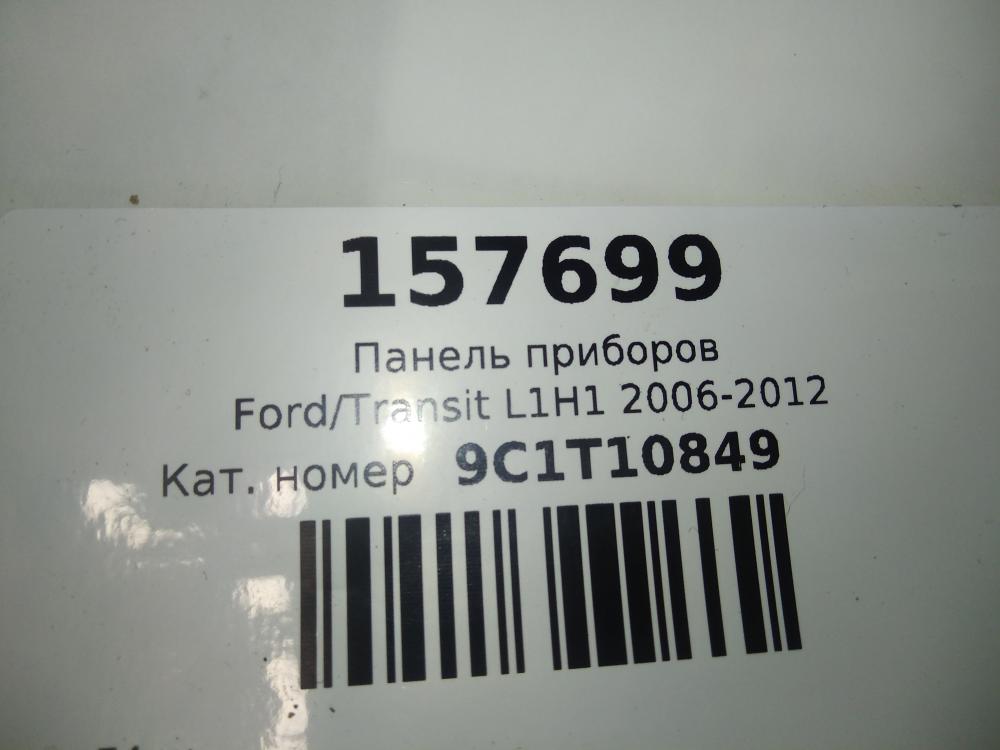 157699
Панель приборов
Ford/Transit L1H1 2006-2012
Кат. номер 9C1T10849